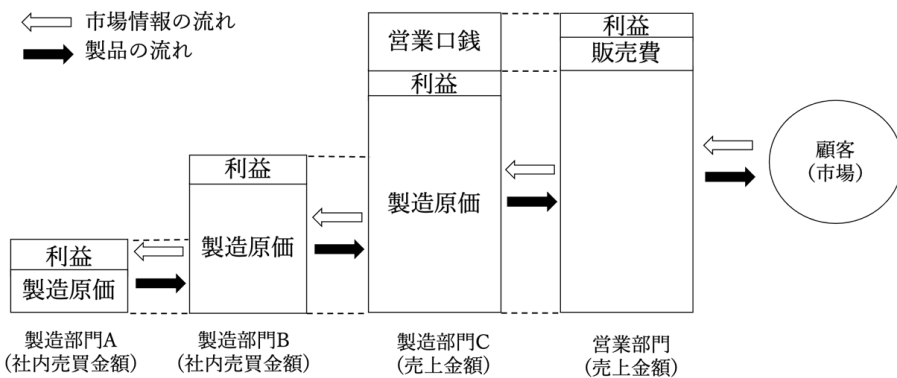 市場情報の流れ
製品の流れ
利益
製造原価
製造部門A
(社内売買金額)
利益
製造原価
製造部門B
(社内売買金額)
営業口銭
利益
製造原価
製造部門C
(売上金額)
利益
販売費
営業部門
(売上金額)
顧客
(市場)